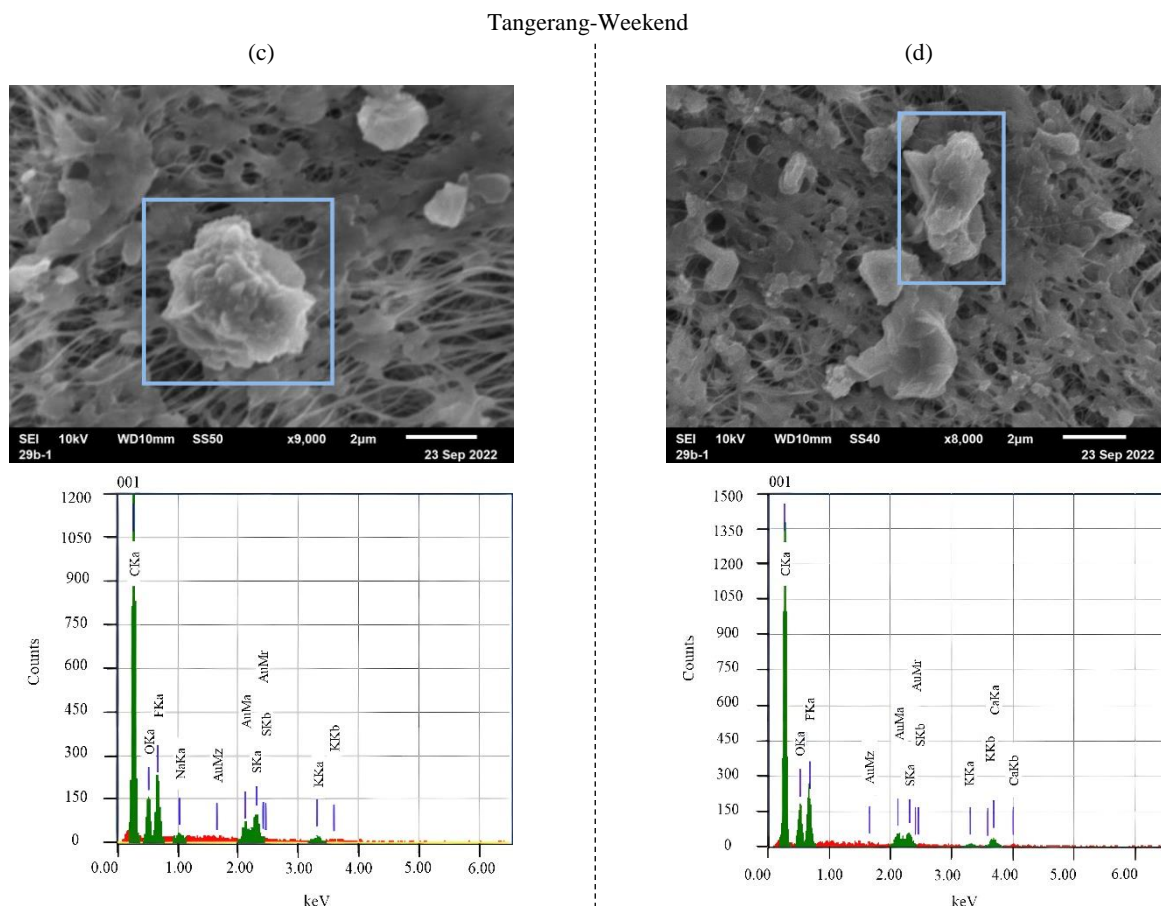 Tangerang-Weekend
(c)
(d)
SEI 10kV WD10mm SS50 x9,000 2µm
29b-1 23 Sep 2022
SEI 10kV WD10mm SS40 x8,000 2µm
29b-1 23 Sep 2022
001
1200
1050
900
750
600
450
300
150
0
Counts
CKa
OKa
FKa
NaKa
AuMz
AuMa
SKa
AuMr
SKb
KKa
KKb
0.00 1.00 2.00 3.00 4.00 5.00 6.00
keV
001
1500
1350
1200
1050
900
750
600
450
300
150
0
Counts
CKa
OKa
FKa
AuMz
AuMa
SKa
AuMr
SKb
KKa
KKb
CaKa
CaKb
0.00 1.00 2.00 3.00 4.00 5.00 6.00
keV